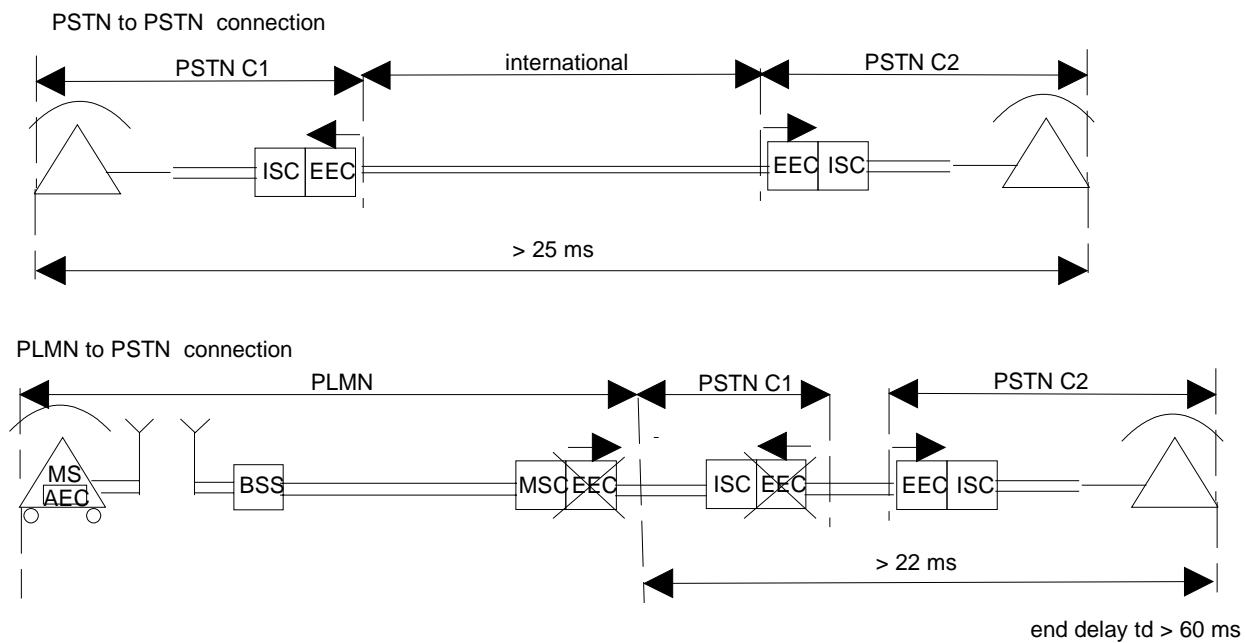 PSTN to PSTN connection
PSTN C1 international PSTN C2
ISC EEC EEC ISC
> 25 ms
PLMN to PSTN connection
PLMN PSTN C1 PSTN C2
MS
AEC BSS MSC EEC ISC EEC EEC ISC
> 22 ms
end delay td > 60 ms